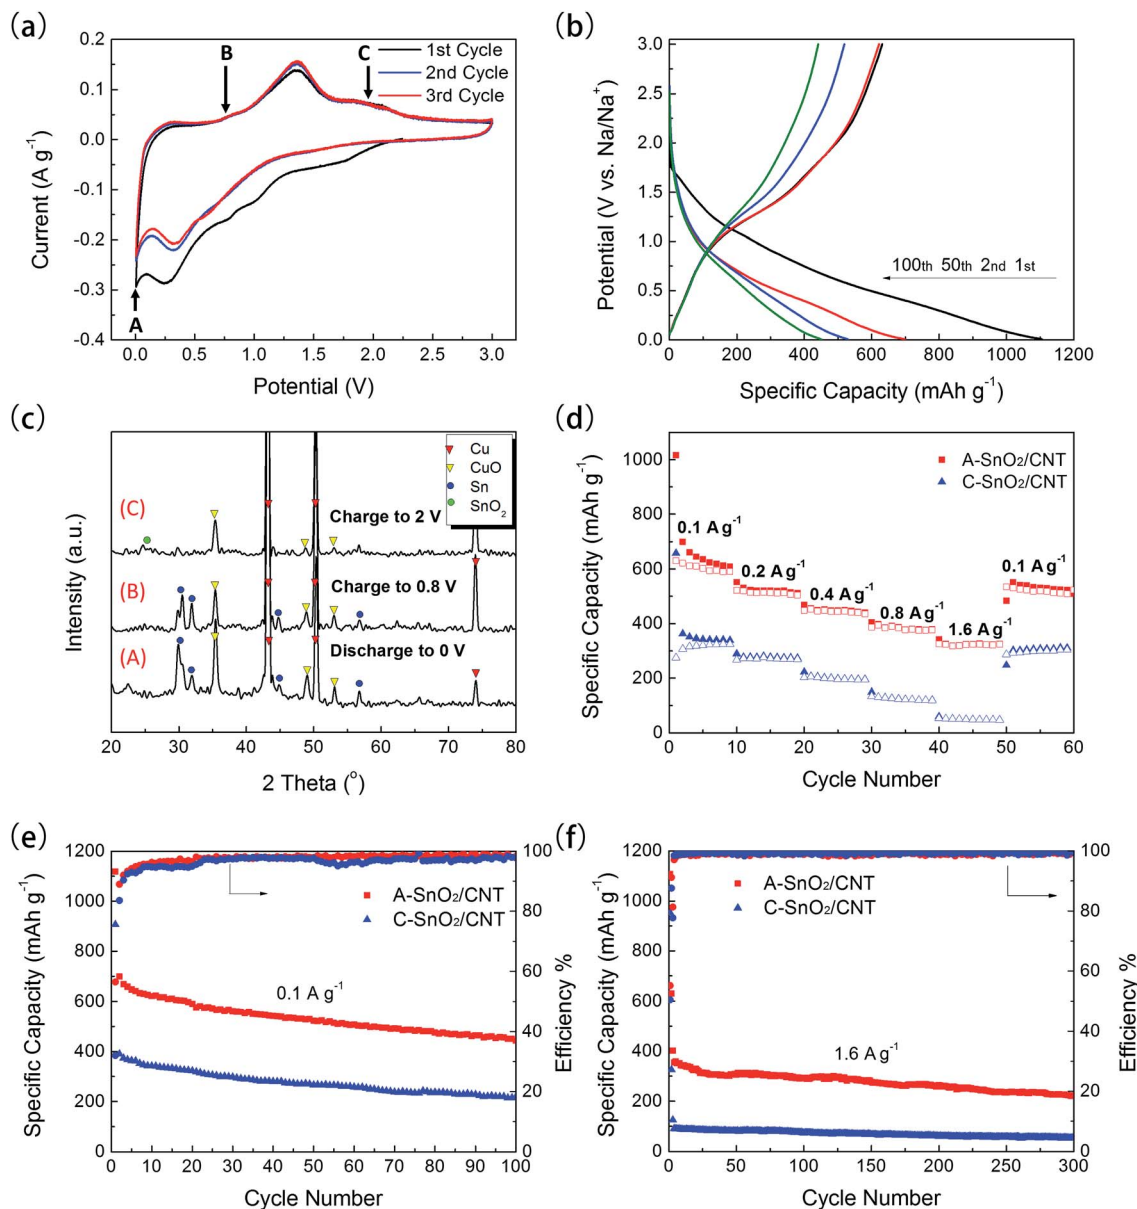 (a)
0.2
0.1
0.0
-0.1
-0.2
-0.3
-0.4
Current (A g⁻¹)
B
C
A
1st Cycle
2nd Cycle
3rd Cycle
0.0 0.5 1.0 1.5 2.0 2.5 3.0
Potential (V)
(b)
3.0
2.5
2.0
1.5
1.0
0.5
0.0
Potential (V vs. Na/Na⁺)
100th 50th 2nd 1st
0 200 400 600 800 1000 1200
Specific Capacity (mAh g⁻¹)
(c)
Intensity (a.u.)
Cu
CuO
Sn
SnO₂
(C)
Charge to 2 V
(B)
Charge to 0.8 V
(A)
Discharge to 0 V
20 30 40 50 60 70 80
2 Theta (°)
(d)
1000
800
600
400
200
0
Specific Capacity (mAh g⁻¹)
A-SnO₂/CNT
C-SnO₂/CNT
0.1 A g⁻¹
0.2 A g⁻¹
0.4 A g⁻¹
0.8 A g⁻¹
1.6 A g⁻¹
0.1 A g⁻¹
0 10 20 30 40 50 60
Cycle Number
(e)
1200
1000
800
600
400
200
0
Specific Capacity (mAh g⁻¹)
A-SnO₂/CNT
C-SnO₂/CNT
0.1 A g⁻¹
100
80
60
40
20
0
Efficiency %
0 10 20 30 40 50 60 70 80 90 100
Cycle Number
(f)
1200
1000
800
600
400
200
0
Specific Capacity (mAh g⁻¹)
A-SnO₂/CNT
C-SnO₂/CNT
1.6 A g⁻¹
100
80
60
40
20
0
Efficiency %
0 50 100 150 200 250 300
Cycle Number